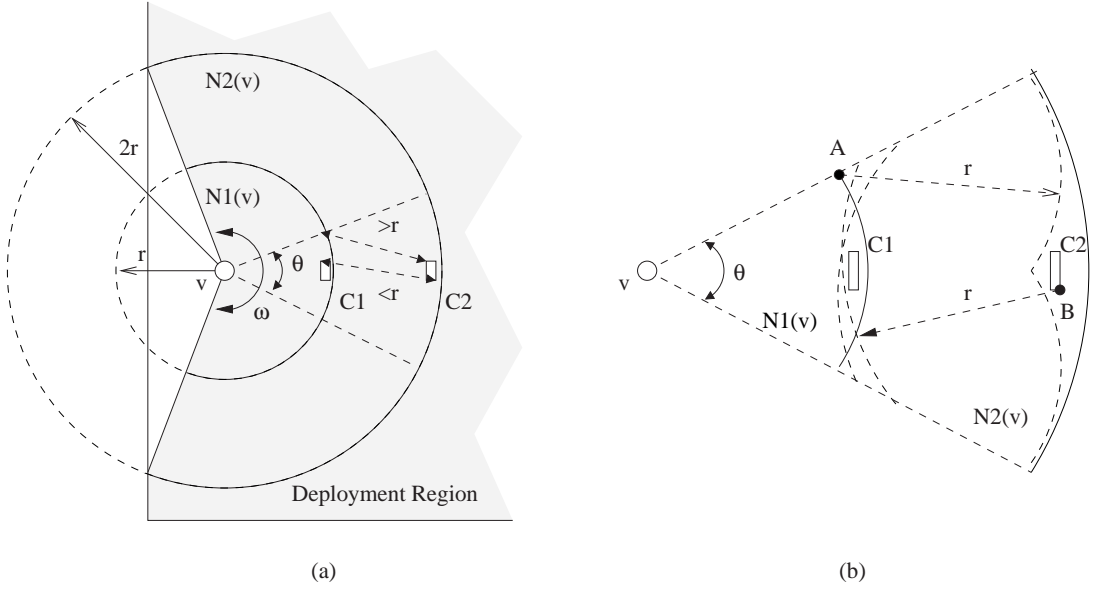 N2(v)
2r
N1(v)
r
v
θ
ω
>r
<r
C1
C2
Deployment Region
(a)
A
r
C1
C2
v
θ
r
B
N1(v)
N2(v)
(b)